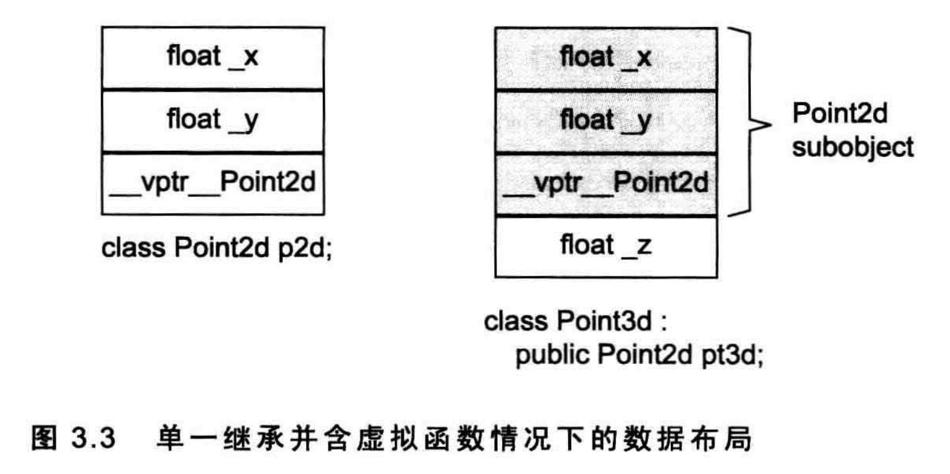 float _x
float _y
__vptr__Point2d
class Point2d p2d;
float _x
float _y
__vptr__Point2d
float _z
Point2d
subobject
class Point3d :
public Point2d pt3d;
图 3.3 单一继承并含虚拟函数情况下的数据布局